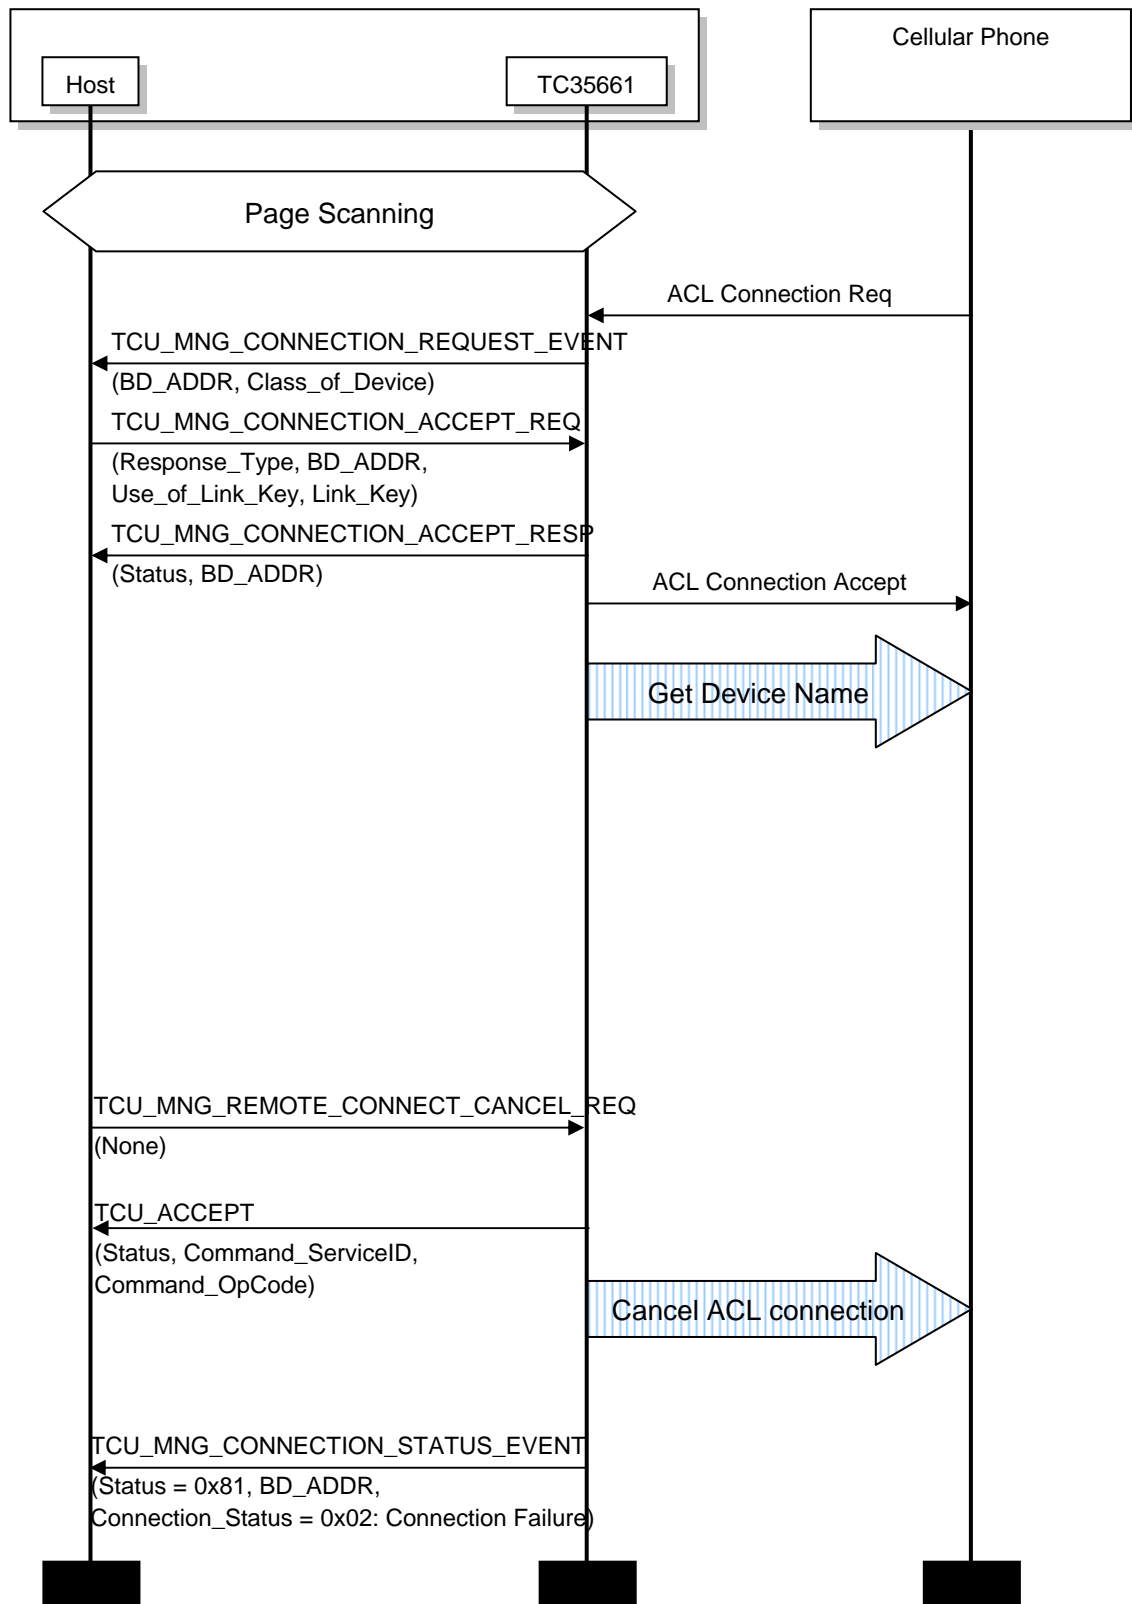 Cellular Phone
Host
TC35661
Page Scanning
ACL Connection Req
TCU_MNG_CONNECTION_REQUEST_EVENT
(BD_ADDR, Class_of_Device)
TCU_MNG_CONNECTION_ACCEPT_REQ
(Response_Type, BD_ADDR,
Use_of_Link_Key, Link_Key)
TCU_MNG_CONNECTION_ACCEPT_RESP
(Status, BD_ADDR)
ACL Connection Accept
Get Device Name
TCU_MNG_REMOTE_CONNECT_CANCEL_REQ
(None)
TCU_ACCEPT
(Status, Command_ServiceID,
Command_OpCode)
Cancel ACL connection
TCU_MNG_CONNECTION_STATUS_EVENT
(Status = 0x81, BD_ADDR,
Connection_Status = 0x02: Connection Failure)